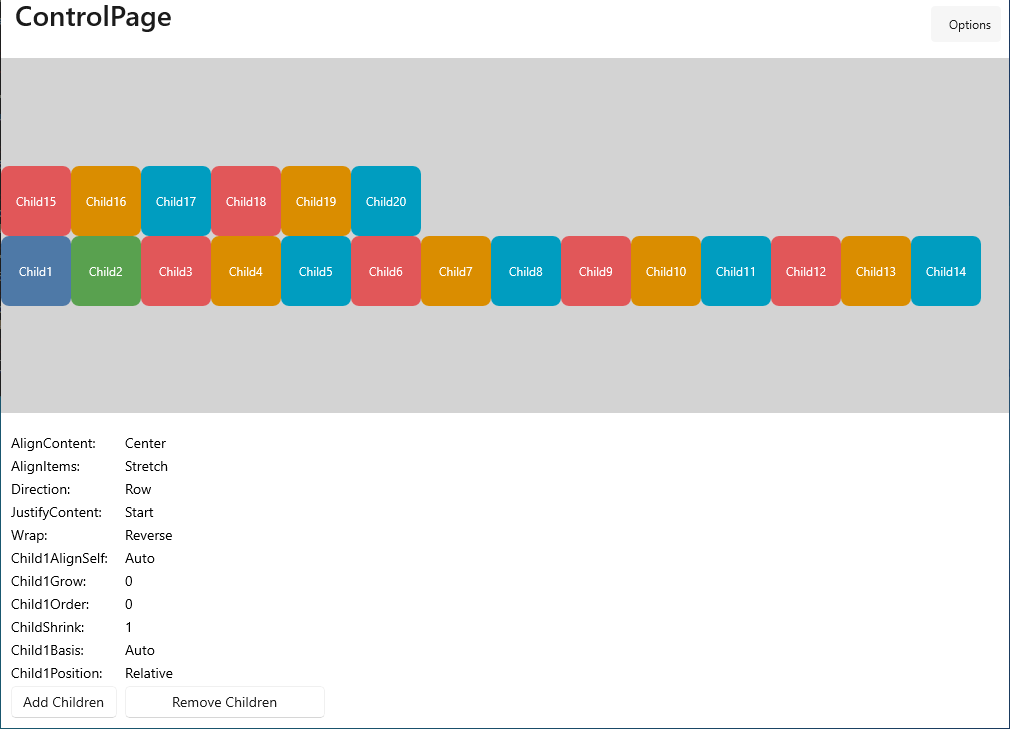 ControlPage
Options
Child15 Child16 Child17 Child18 Child19 Child20
Child1 Child2 Child3 Child4 Child5 Child6 Child7 Child8 Child9 Child10 Child11 Child12 Child13 Child14
AlignContent: Center
AlignItems: Stretch
Direction: Row
JustifyContent: Start
Wrap: Reverse
Child1AlignSelf: Auto
Child1Grow: 0
Child1Order: 0
ChildShrink: 1
Child1Basis: Auto
Child1Position: Relative
Add Children Remove Children